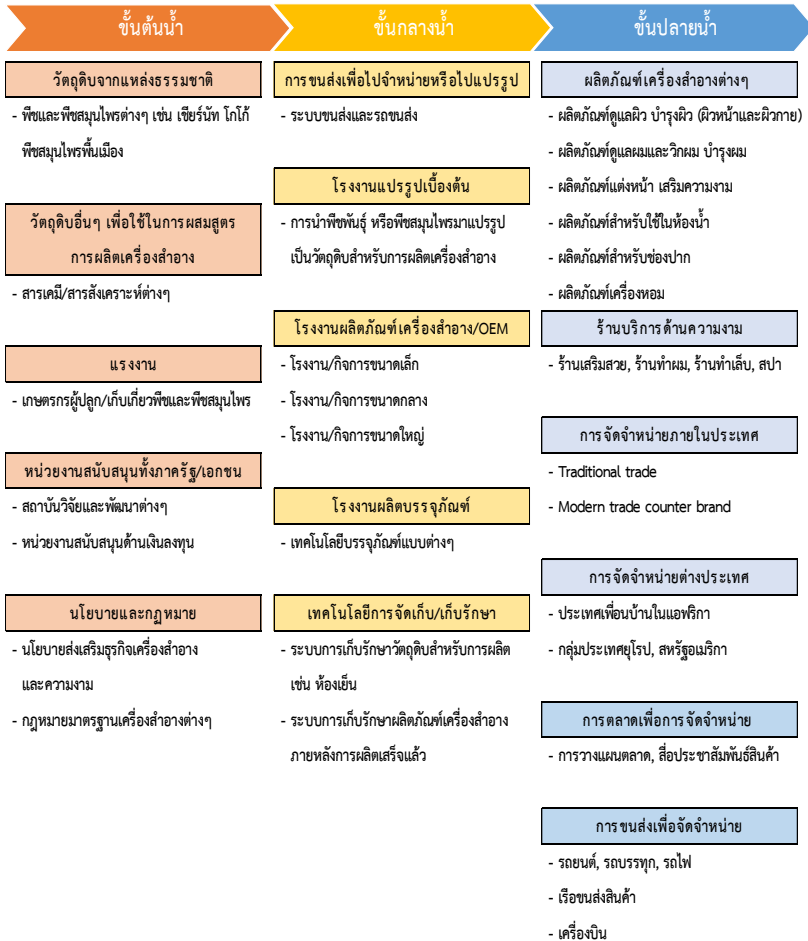 ขั้นต้นน้ำ
ขั้นกลางน้ำ
ขั้นปลายน้ำ
วัตถุดิบจากแหล่งธรรมชาติ
- พืชและพืชสมุนไพรต่างๆ เช่น เชียร์นัท โกโก้
พืชสมุนไพรพื้นเมือง
วัตถุดิบอื่นๆ เพื่อใช้ในการผสมสูตร
การผลิตเครื่องสำอาง
- สารเคมี/สารสังเคราะห์ต่างๆ
แรงงาน
- เกษตรกรผู้ปลูก/เก็บเกี่ยวพืชและพืชสมุนไพร
หน่วยงานสนับสนุนทั้งภาครัฐ/เอกชน
- สถาบันวิจัยและพัฒนาต่างๆ
- หน่วยงานสนับสนุนด้านเงินลงทุน
นโยบายและกฎหมาย
- นโยบายส่งเสริมธุรกิจเครื่องสำอาง
และความงาม
- กฎหมายมาตรฐานเครื่องสำอางต่างๆ
การขนส่งเพื่อไปจำหน่ายหรือไปแปรรูป
- ระบบขนส่งและรถขนส่ง
โรงงานแปรรูปเบื้องต้น
- การนำพืชพันธุ์ หรือพืชสมุนไพรมาแปรรูป
เป็นวัตถุดิบสำหรับการผลิตเครื่องสำอาง
โรงงานผลิตภัณฑ์เครื่องสำอาง/OEM
- โรงงาน/กิจการขนาดเล็ก
- โรงงาน/กิจการขนาดกลาง
- โรงงาน/กิจการขนาดใหญ่
โรงงานผลิตบรรจุภัณฑ์
- เทคโนโลยีบรรจุภัณฑ์แบบต่างๆ
เทคโนโลยีการจัดเก็บ/เก็บรักษา
- ระบบการเก็บรักษาวัตถุดิบสำหรับการผลิต
เช่น ห้องเย็น
- ระบบการเก็บรักษาผลิตภัณฑ์เครื่องสำอาง
ภายหลังการผลิตเสร็จแล้ว
ผลิตภัณฑ์เครื่องสำอางต่างๆ
- ผลิตภัณฑ์ดูแลผิว บำรุงผิว (ผิวหน้าและผิวกาย)
- ผลิตภัณฑ์ดูแลผมและวิกผม บำรุงผม
- ผลิตภัณฑ์แต่งหน้า เสริมความงาม
- ผลิตภัณฑ์สำหรับใช้ในห้องน้ำ
- ผลิตภัณฑ์สำหรับช่องปาก
- ผลิตภัณฑ์เครื่องหอม
ร้านบริการด้านความงาม
- ร้านเสริมสวย, ร้านทำผม, ร้านทำเล็บ, สปา
การจัดจำหน่ายภายในประเทศ
- Traditional trade
- Modern trade counter brand
การจัดจำหน่ายต่างประเทศ
- ประเทศเพื่อนบ้านในแอฟริกา
- กลุ่มประเทศยุโรป, สหรัฐอเมริกา
การตลาดเพื่อการจัดจำหน่าย
- การวางแผนตลาด, สื่อประชาสัมพันธ์สินค้า
การขนส่งเพื่อจัดจำหน่าย
- รถยนต์, รถบรรทุก, รถไฟ
- เรือขนส่งสินค้า
- เครื่องบิน